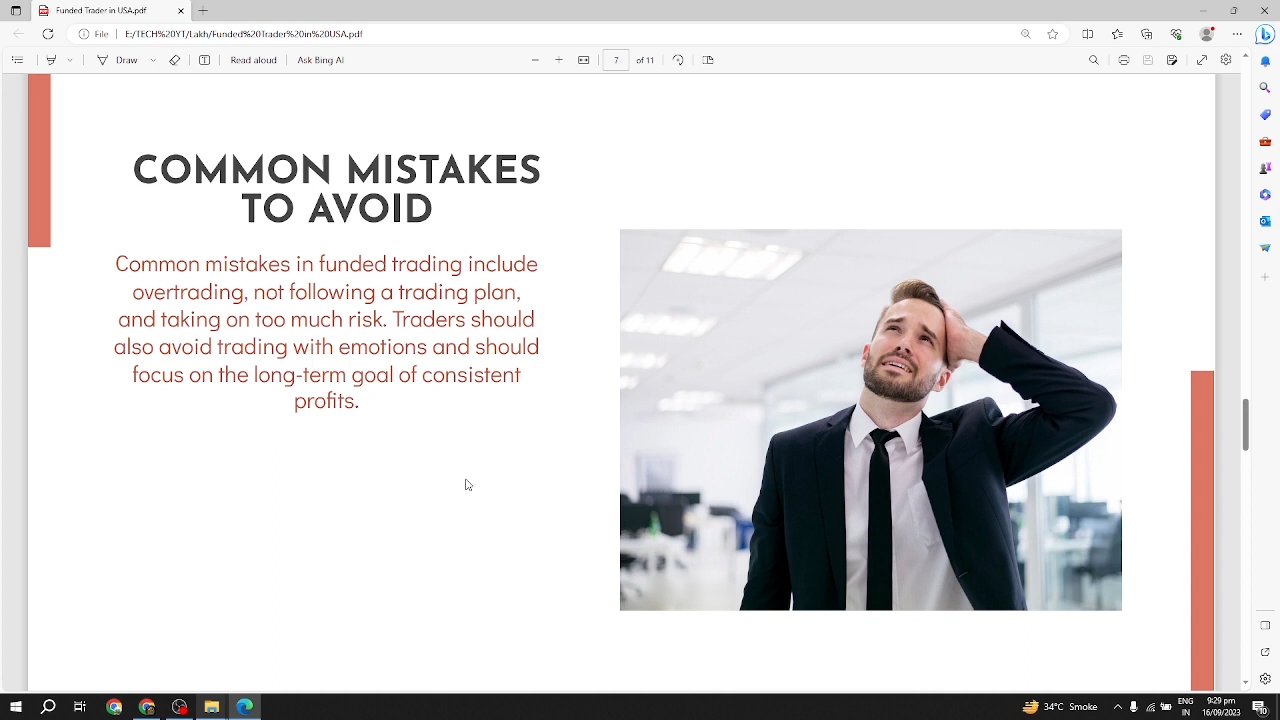 Funded Trader in USA.pdf
File
E:/TECH%20YT/Lakh/Funded%20Trader%20in%20USA.pdf
Draw
Read aloud
Ask Bing AI
7
of 11
COMMON MISTAKES
TO AVOID
Common mistakes in funded trading include
overtrading, not following a trading plan,
and taking on too much risk. Traders should
also avoid trading with emotions and should
focus on the long-term goal of consistent
profits.
34°C Smoke
ENG
IN
9:29 pm
16/09/2023